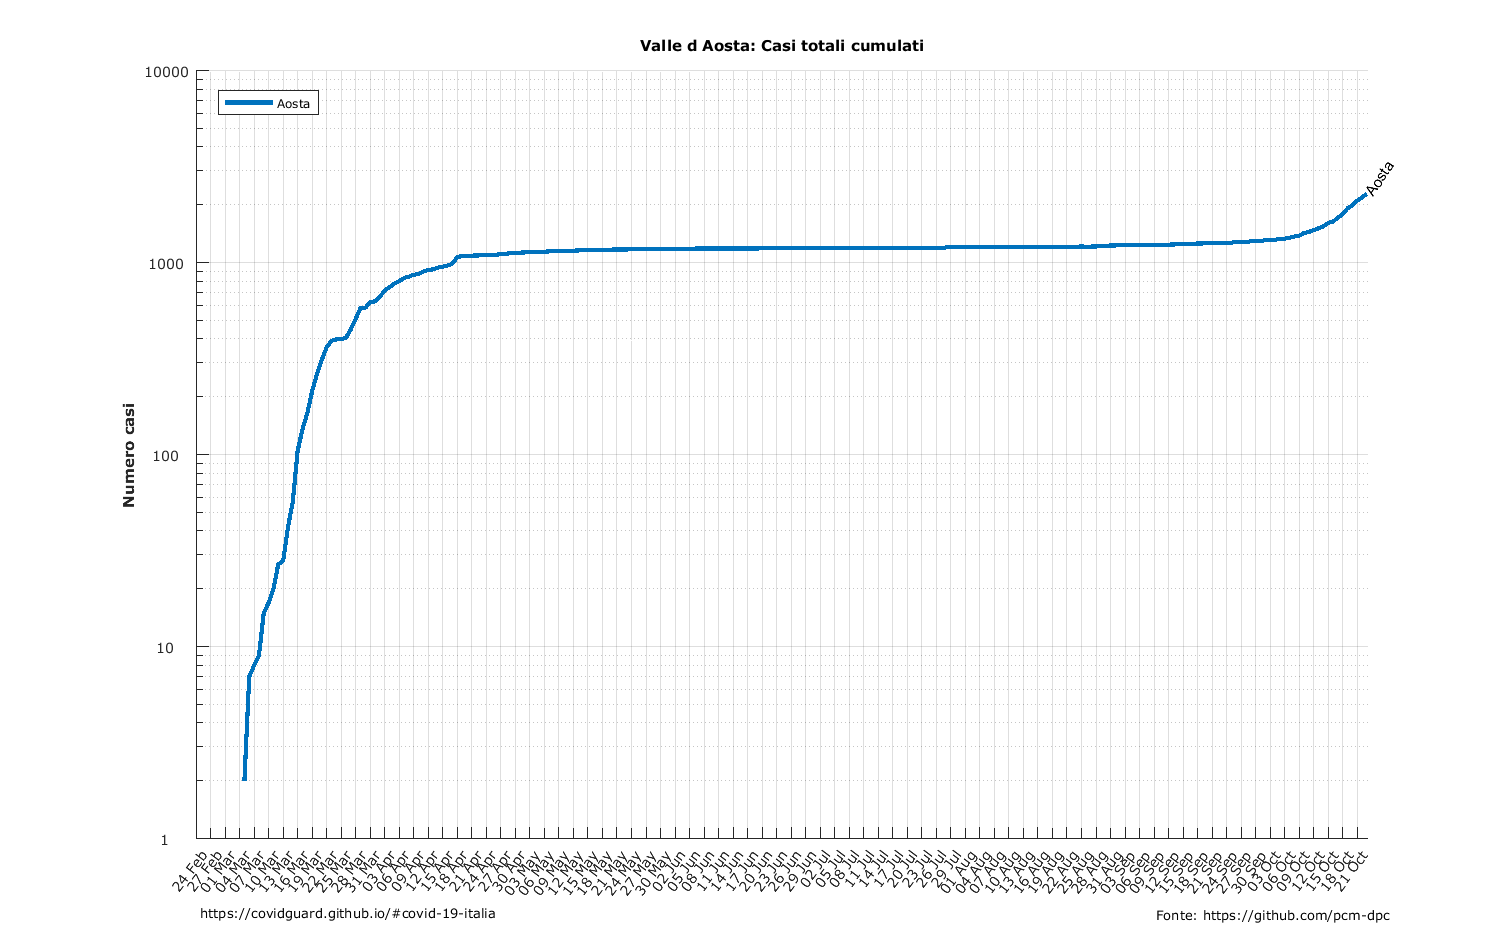 Valle d Aosta: Casi totali cumulati
Aosta
Aosta
Numero casi
10000
1000
100
10
1
24 Feb
27 Feb
01 Mar
04 Mar
07 Mar
10 Mar
13 Mar
16 Mar
19 Mar
22 Mar
25 Mar
28 Mar
31 Mar
03 Apr
06 Apr
09 Apr
12 Apr
15 Apr
18 Apr
21 Apr
24 Apr
27 Apr
30 Apr
03 May
06 May
09 May
12 May
15 May
18 May
21 May
24 May
27 May
30 May
02 Jun
05 Jun
08 Jun
11 Jun
14 Jun
17 Jun
20 Jun
23 Jun
26 Jun
29 Jun
02 Jul
05 Jul
08 Jul
11 Jul
14 Jul
17 Jul
20 Jul
23 Jul
26 Jul
29 Jul
01 Aug
04 Aug
07 Aug
10 Aug
13 Aug
16 Aug
19 Aug
22 Aug
25 Aug
28 Aug
31 Aug
03 Sep
06 Sep
09 Sep
12 Sep
15 Sep
18 Sep
21 Sep
24 Sep
27 Sep
30 Sep
03 Oct
06 Oct
09 Oct
12 Oct
15 Oct
18 Oct
21 Oct
https://covidguard.github.io/#covid-19-italia
Fonte: https://github.com/pcm-dpc